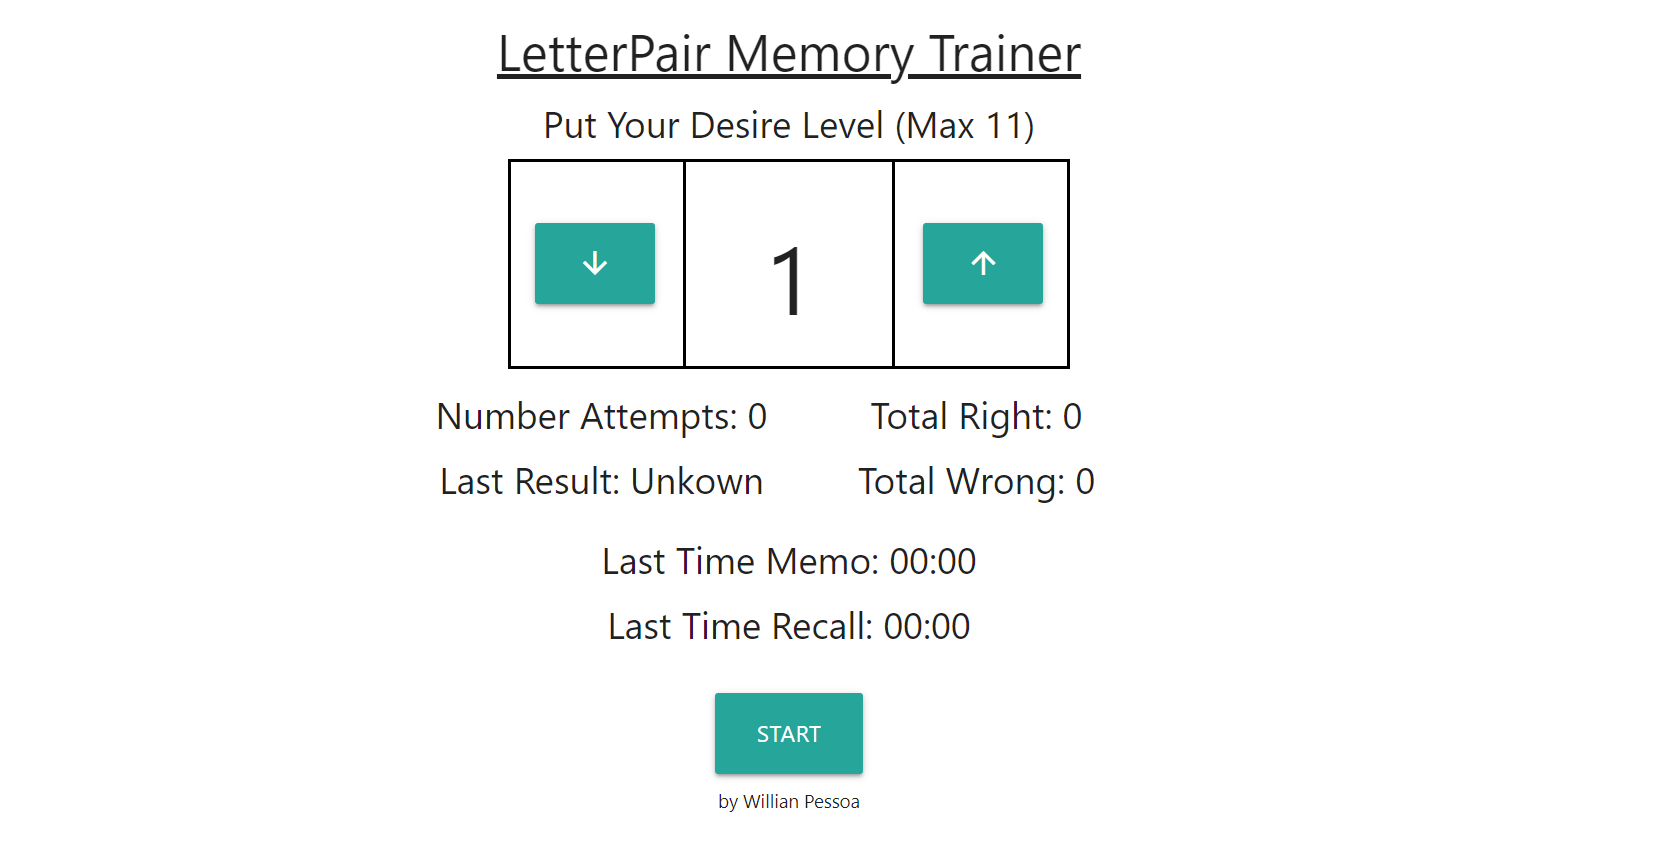 LetterPair Memory Trainer
Put Your Desire Level (Max 11)
↓ 1 ↑
Number Attempts: 0 Total Right: 0
Last Result: Unkown Total Wrong: 0
Last Time Memo: 00:00
Last Time Recall: 00:00
START
by Willian Pessoa